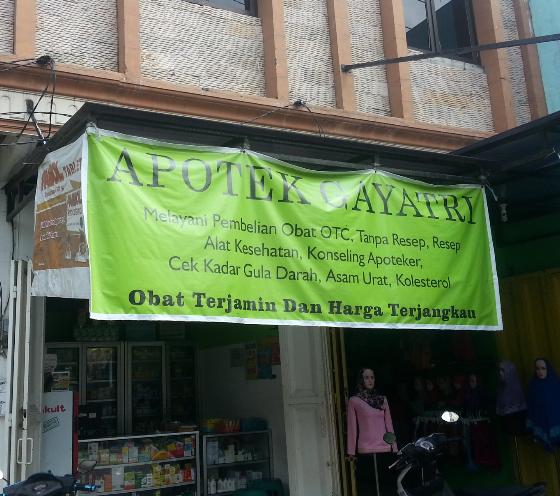 APOTEK GAYATRI
Melayani Pembelian Obat OTC, Tanpa Resep, Resep
Alat Kesehatan, Konseling Apoteker,
Cek Kadar Gula Darah, Asam Urat, Kolesterol
Obat Terjamin Dan Harga Terjangkau